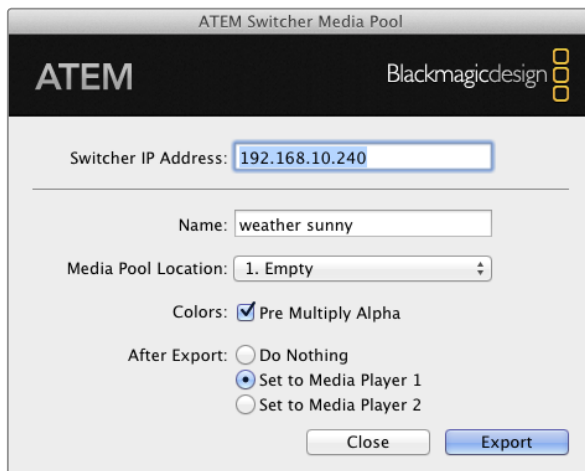 ATEM Switcher Media Pool
ATEM Blackmagicdesign
Switcher IP Address: 192.168.10.240
Name: weather sunny
Media Pool Location: 1. Empty
Colors: Pre Multiply Alpha
After Export: Do Nothing
Set to Media Player 1
Set to Media Player 2
Close Export